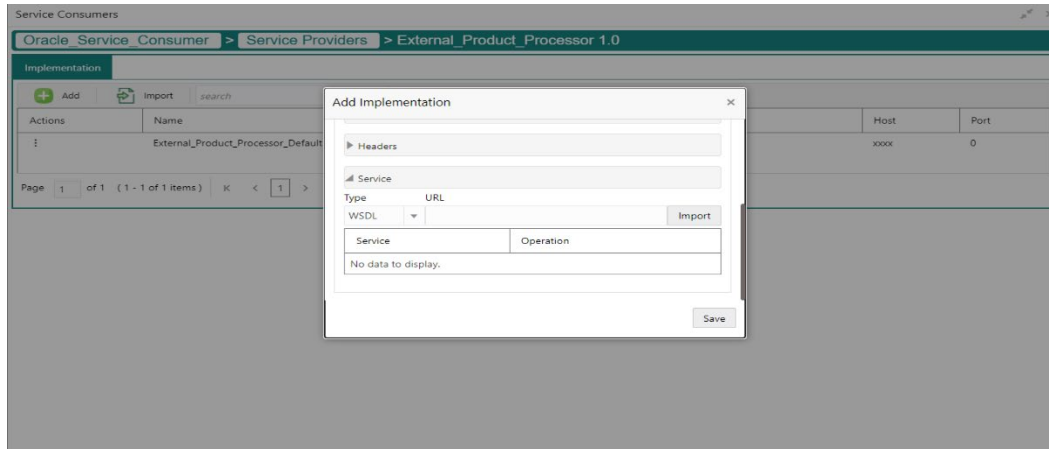 Service Consumers
Oracle_Service_Consumer > Service Providers > External_Product_Processor 1.0
Implementation
Add Import search
Actions Name Host Port
External_Product_Processor_Default xxxx 0
Page 1 of 1 (1 - 1 of 1 items) K < 1 >
Add Implementation ×
Headers
Service
Type URL
WSDL Import
Service Operation
No data to display.
Save